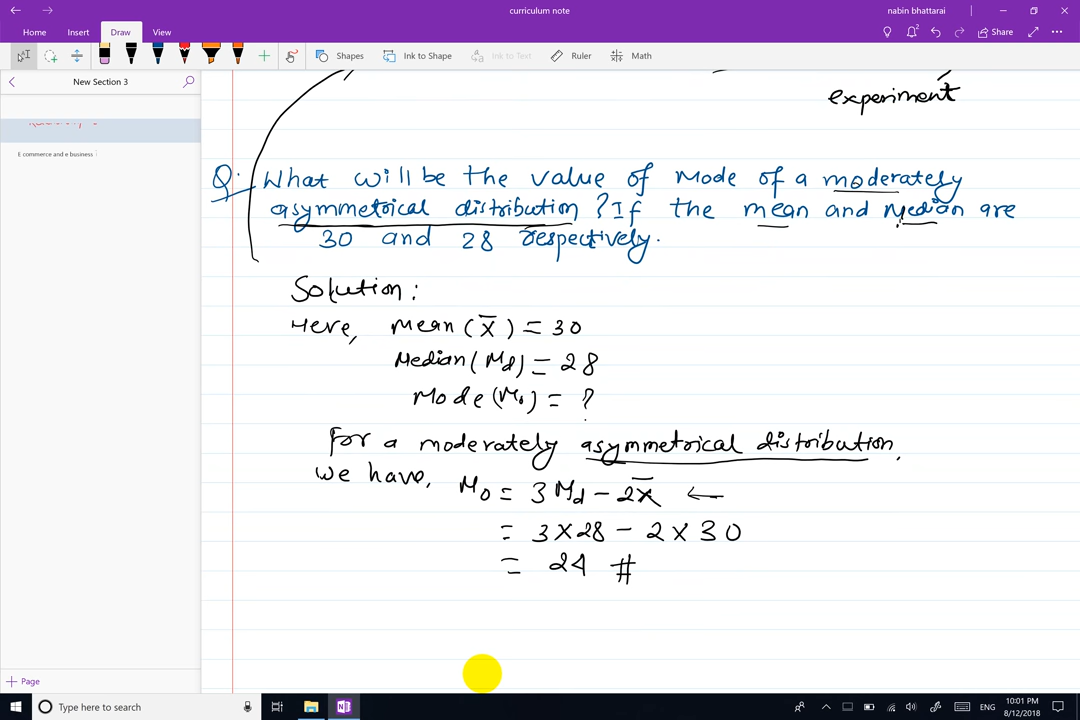 curriculum note
nabin bhattarai
Home Insert Draw View
Share
Shapes Ink to Shape Ink to Text Ruler Math
New Section 3
E commerce and e business
experiment
Q. What will be the value of Mode of a moderately
asymmetrical distribution? If the mean and Median are
30 and 28 respectively.
Solution:
Here, Mean (X̅) = 30
Median (Md) = 28
Mode (Mo) = ?
For a moderately asymmetrical distribution,
we have,
Mo = 3 Md - 2X̅ ←
= 3 × 28 - 2 × 30
= 24 #
+ Page
Type here to search
ENG
10:01 PM
8/12/2018